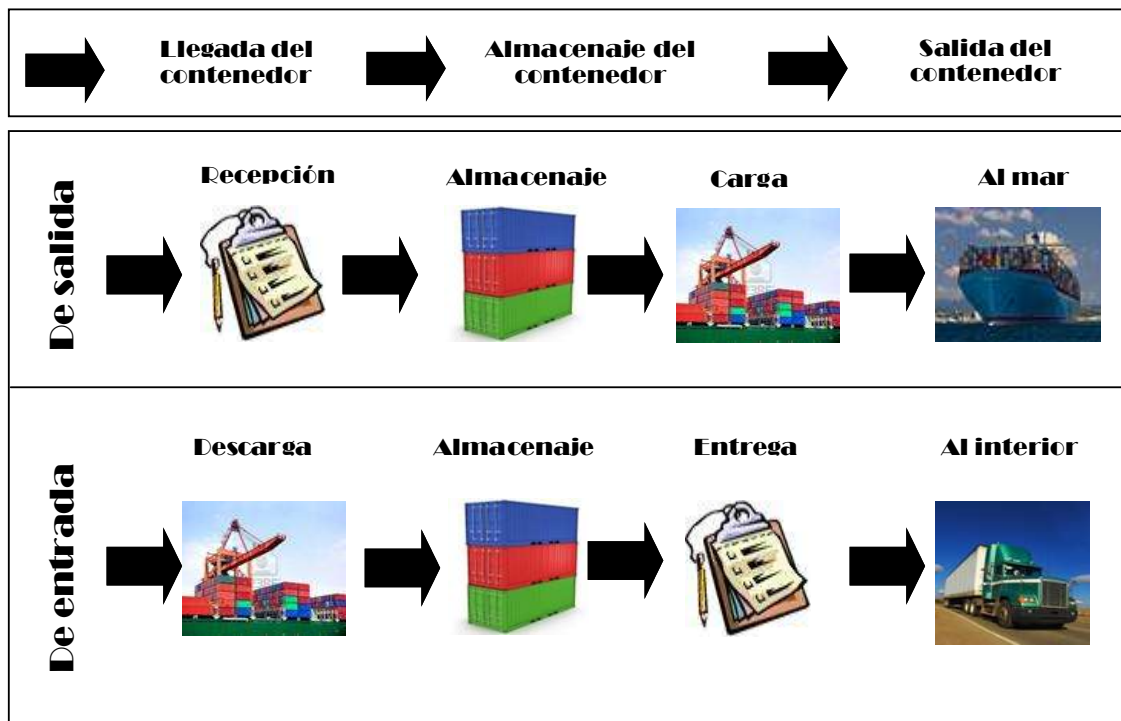 Llegada del
contenedor
Almacenaje del
contenedor
Salida del
contenedor
De salida
Recepción
Almacenaje
Carga
Al mar
De entrada
Descarga
Almacenaje
Entrega
Al interior